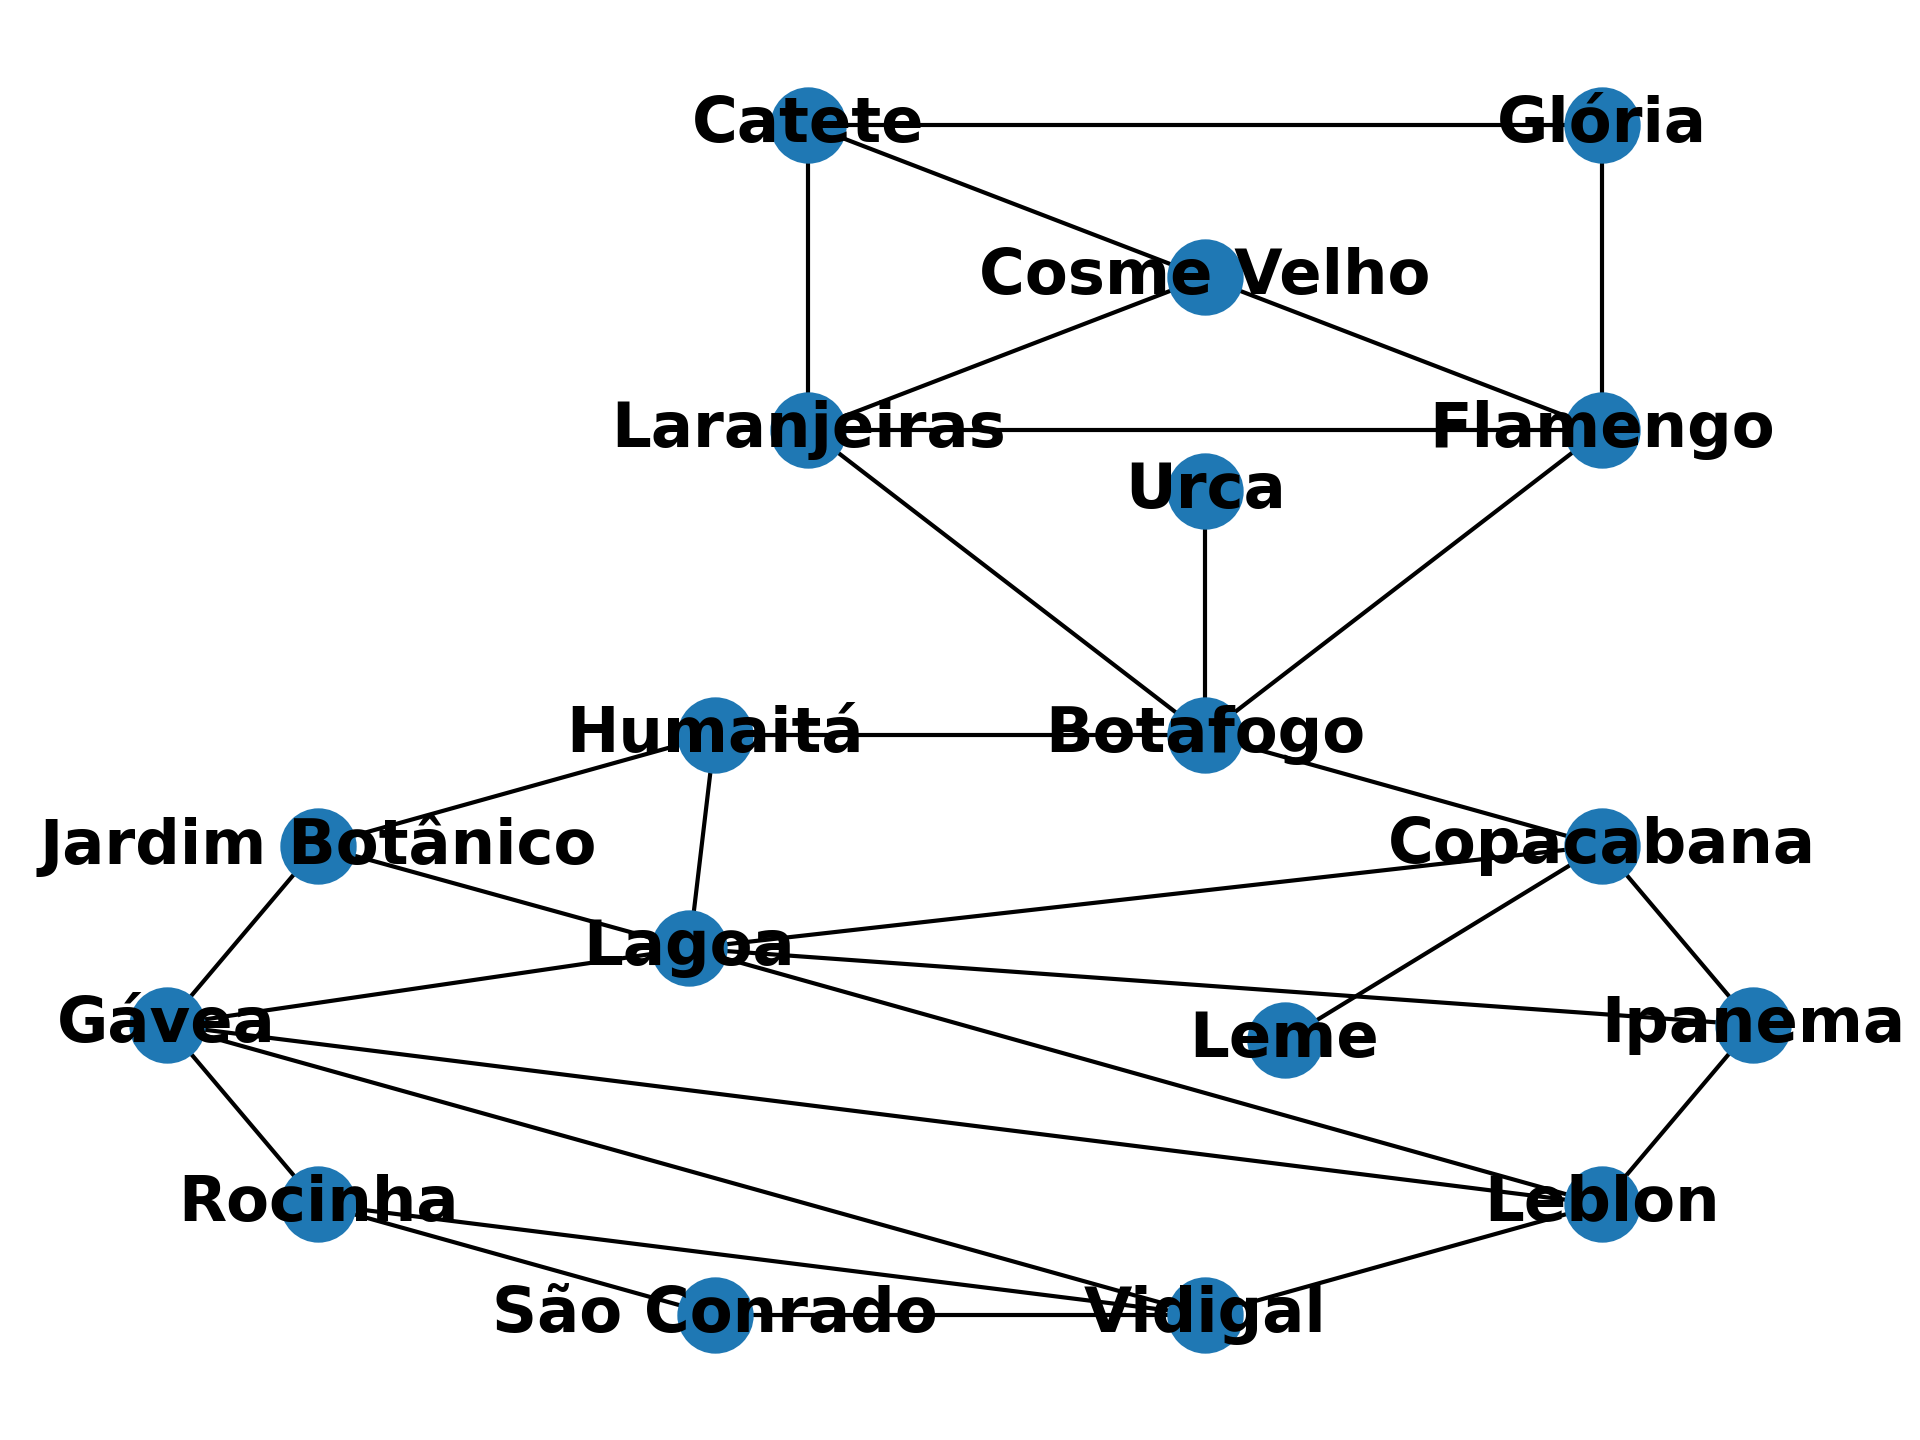 Catete
Glória
Cosme Velho
Laranjeiras
Flamengo
Urca
Humaitá
Botafogo
Jardim Botânico
Copacabana
Lagoa
Gávea
Leme
Ipanema
Rocinha
Leblon
São Conrado
Vidigal